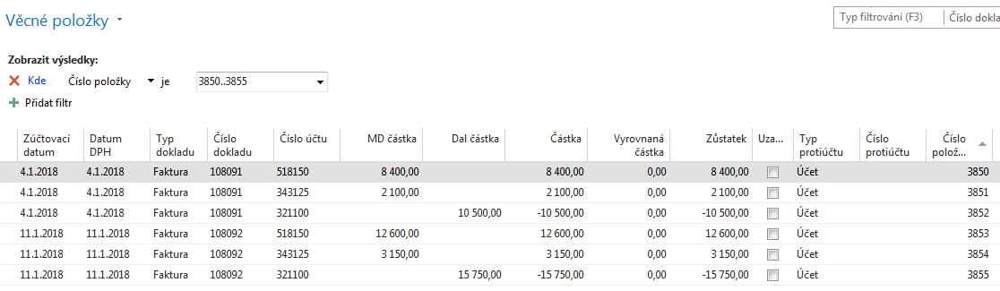 Věcné položky
Typ filtrování (F3) Číslo dokla
Zobrazit výsledky:
Kde Číslo položky je 3850..3855
Přidat filtr
Zúčtovací datum Datum DPH Typ dokladu Číslo dokladu Číslo účtu MD částka Dal částka Částka Vyrovnaná částka Zůstatek Uza... Typ protiúčtu Číslo protiúčtu Číslo polož...
4.1.2018 4.1.2018 Faktura 108091 518150 8 400,00 8 400,00 0,00 8 400,00 Účet 3850
4.1.2018 4.1.2018 Faktura 108091 343125 2 100,00 2 100,00 0,00 2 100,00 Účet 3851
4.1.2018 4.1.2018 Faktura 108091 321100 10 500,00 -10 500,00 0,00 -10 500,00 Účet 3852
11.1.2018 11.1.2018 Faktura 108092 518150 12 600,00 12 600,00 0,00 12 600,00 Účet 3853
11.1.2018 11.1.2018 Faktura 108092 343125 3 150,00 3 150,00 0,00 3 150,00 Účet 3854
11.1.2018 11.1.2018 Faktura 108092 321100 15 750,00 -15 750,00 0,00 -15 750,00 Účet 3855